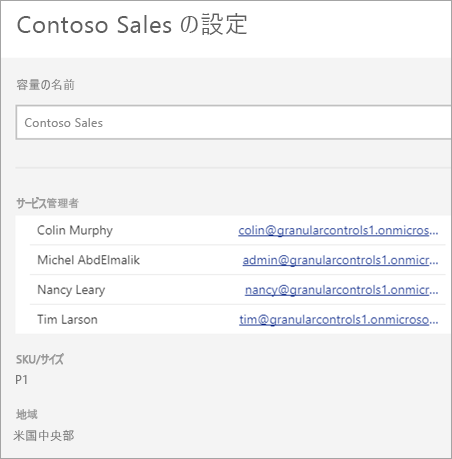 Contoso Sales の設定
容量の名前
Contoso Sales
サービス管理者
Colin Murphy colin@granularcontrols1.onmicros...
Michel AbdElmalik admin@granularcontrols1.onmicr...
Nancy Leary nancy@granularcontrols1.onmicr...
Tim Larson tim@granularcontrols1.onmicroso...
SKU/サイズ
P1
地域
米国中央部